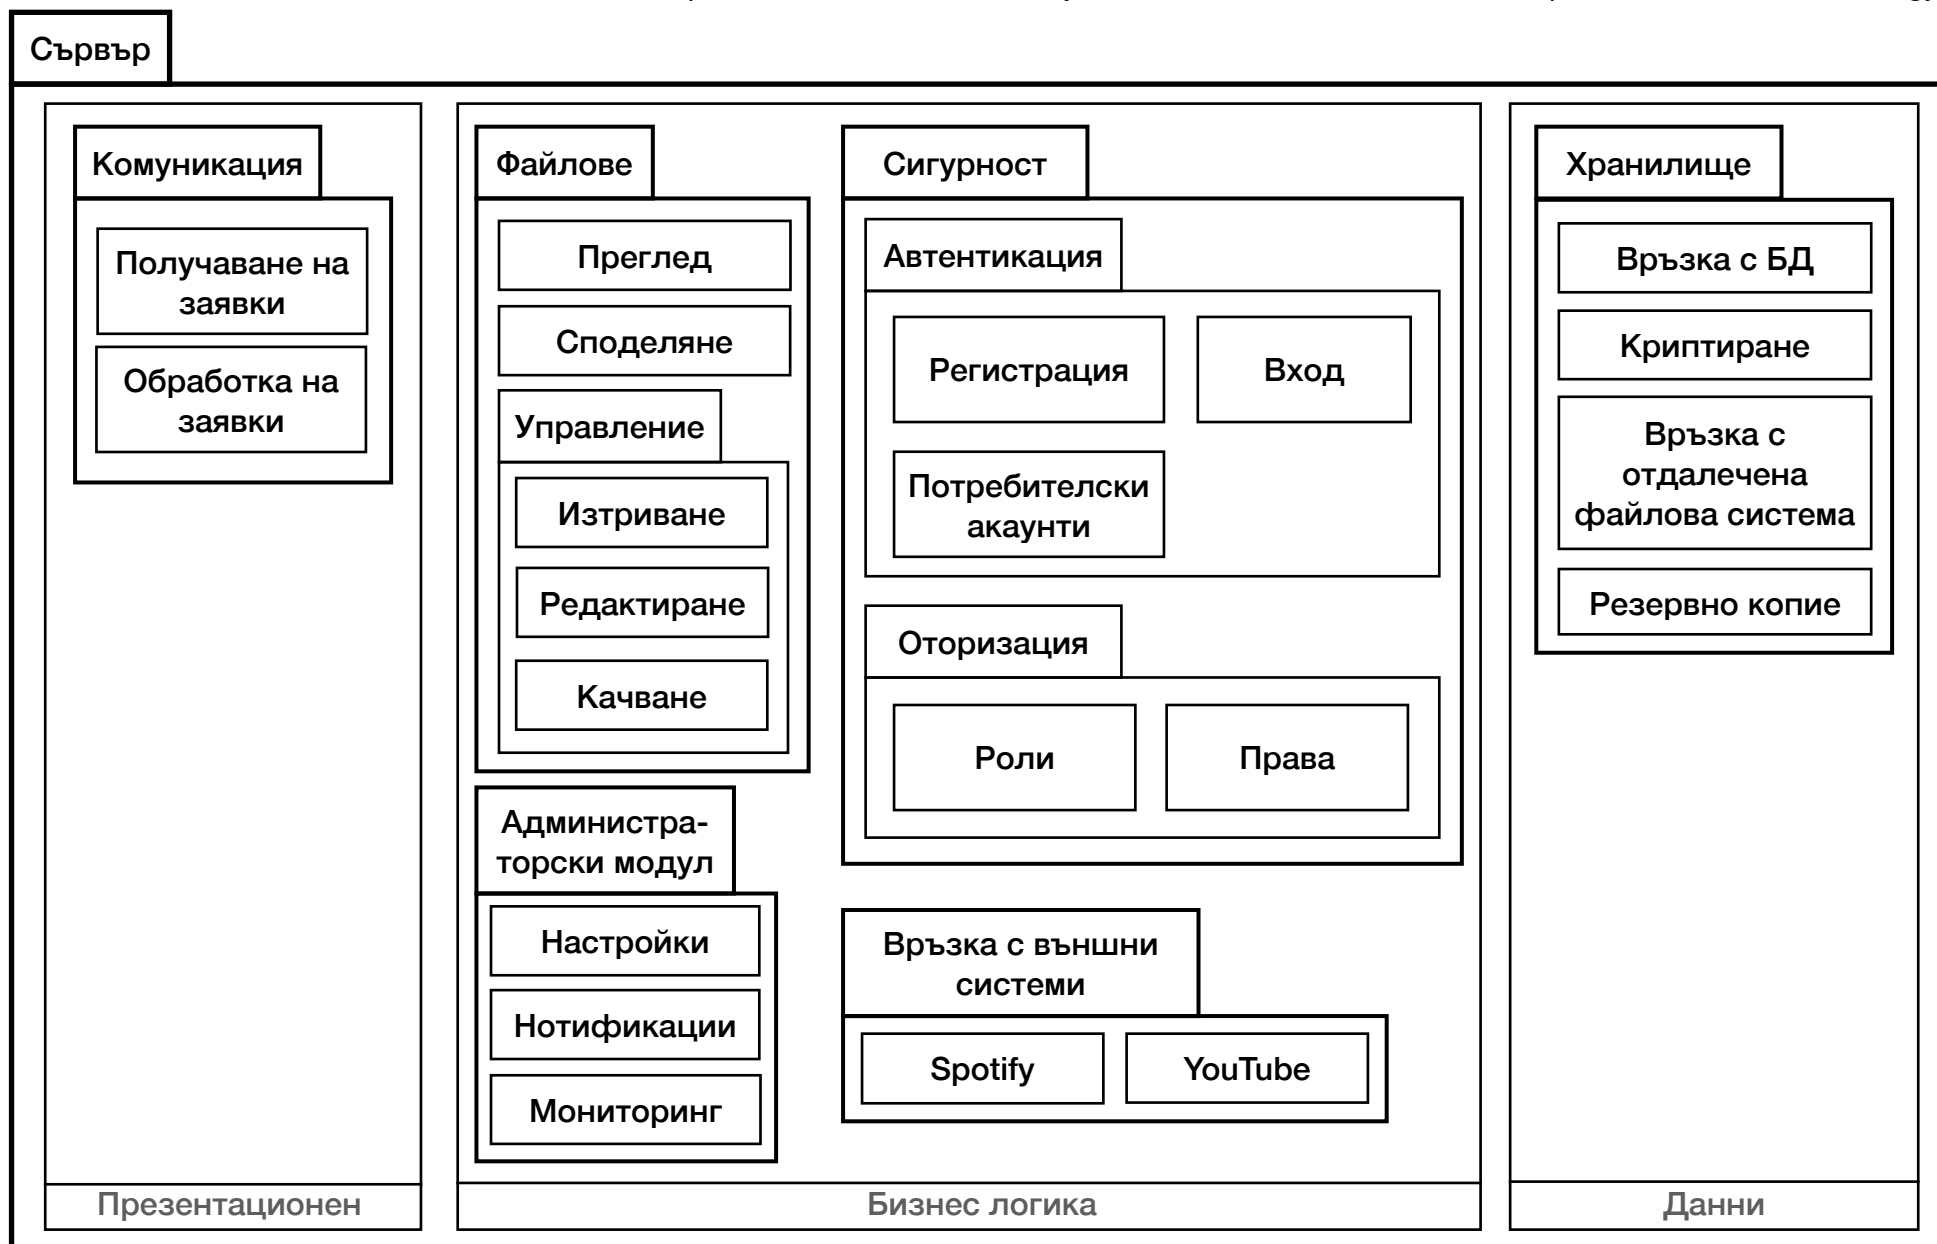 Сървър
Комуникация
Получаване на
заявки
Обработка на
заявки
Презентационен
Файлове
Преглед
Споделяне
Управление
Изтриване
Редактиране
Качване
Администра-
торски модул
Настройки
Нотификации
Мониторинг
Сигурност
Автентикация
Регистрация
Вход
Потребителски
акаунти
Оторизация
Роли
Права
Връзка с външни
системи
Spotify
YouTube
Бизнес логика
Хранилище
Връзка с БД
Криптиране
Връзка с
отдалечена
файлова система
Резервно копие
Данни